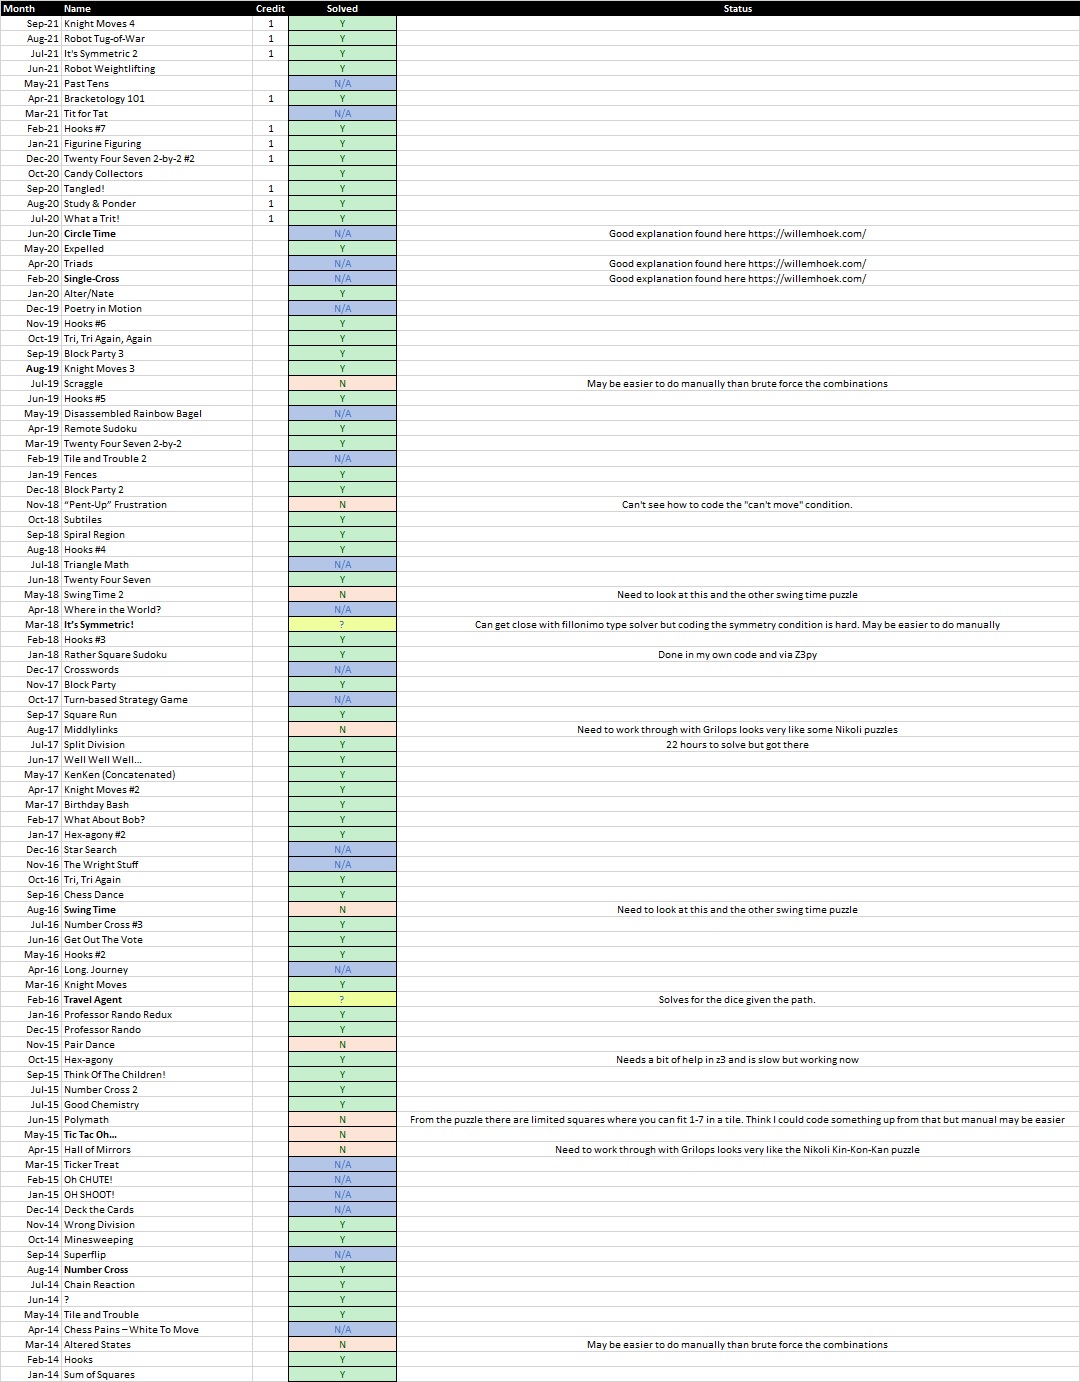 Month Name Credit Solved Status
Sep-21 Knight Moves 4 1 Y
Aug-21 Robot Tug-of-War 1 Y
Jul-21 It's Symmetric 2 1 Y
Jun-21 Robot Weightlifting Y
May-21 Past Tens N/A
Apr-21 Bracketology 101 1 Y
Mar-21 Tit for Tat N/A
Feb-21 Hooks #7 1 Y
Jan-21 Figurine Figuring 1 Y
Dec-20 Twenty Four Seven 2-by-2 #2 1 Y
Oct-20 Candy Collectors Y
Sep-20 Tangled! 1 Y
Aug-20 Study & Ponder 1 Y
Jul-20 What a Trit! 1 Y
Jun-20 Circle Time N/A Good explanation found here https://willemhoek.com/
May-20 Expelled Y
Apr-20 Triads N/A Good explanation found here https://willemhoek.com/
Feb-20 Single-Cross N/A Good explanation found here https://willemhoek.com/
Jan-20 Alter/Nate Y
Dec-19 Poetry in Motion N/A
Nov-19 Hooks #6 Y
Oct-19 Tri, Tri Again, Again Y
Sep-19 Block Party 3 Y
Aug-19 Knight Moves 3 Y
Jul-19 Scraggle N May be easier to do manually than brute force the combinations
Jun-19 Hooks #5 Y
May-19 Disassembled Rainbow Bagel N/A
Apr-19 Remote Sudoku Y
Mar-19 Twenty Four Seven 2-by-2 Y
Feb-19 Tile and Trouble 2 N/A
Jan-19 Fences Y
Dec-18 Block Party 2 Y
Nov-18 “Pent-Up” Frustration N Can't see how to code the "can't move" condition.
Oct-18 Subtiles Y
Sep-18 Spiral Region Y
Aug-18 Hooks #4 Y
Jul-18 Triangle Math N/A
Jun-18 Twenty Four Seven Y
May-18 Swing Time 2 N Need to look at this and the other swing time puzzle
Apr-18 Where in the World? N/A
Mar-18 It’s Symmetric! ? Can get close with fillonimo type solver but coding the symmetry condition is hard. May be easier to do manually
Feb-18 Hooks #3 Y
Jan-18 Rather Square Sudoku Y Done in my own code and via Z3py
Dec-17 Crosswords N/A
Nov-17 Block Party Y
Oct-17 Turn-based Strategy Game N/A
Sep-17 Square Run Y
Aug-17 Middlylinks N Need to work through with Grilops looks very like some Nikoli puzzles
Jul-17 Split Division Y 22 hours to solve but got there
Jun-17 Well Well Well... Y
May-17 KenKen (Concatenated) Y
Apr-17 Knight Moves #2 Y
Mar-17 Birthday Bash Y
Feb-17 What About Bob? Y
Jan-17 Hex-agony #2 Y
Dec-16 Star Search N/A
Nov-16 The Wright Stuff N/A
Oct-16 Tri, Tri Again Y
Sep-16 Chess Dance Y
Aug-16 Swing Time N Need to look at this and the other swing time puzzle
Jul-16 Number Cross #3 Y
Jun-16 Get Out The Vote Y
May-16 Hooks #2 Y
Apr-16 Long. Journey N/A
Mar-16 Knight Moves Y
Feb-16 Travel Agent ? Solves for the dice given the path.
Jan-16 Professor Rando Redux Y
Dec-15 Professor Rando Y
Nov-15 Pair Dance N
Oct-15 Hex-agony Y Needs a bit of help in z3 and is slow but working now
Sep-15 Think Of The Children! Y
Jul-15 Number Cross 2 Y
Jul-15 Good Chemistry Y
Jun-15 Polymath N From the puzzle there are limited squares where you can fit 1-7 in a tile. Think I could code something up from that but manual may be easier
May-15 Tic Tac Oh... N
Apr-15 Hall of Mirrors N Need to work through with Grilops looks very like the Nikoli Kin-Kon-Kan puzzle
Mar-15 Ticker Treat N/A
Feb-15 Oh CHUTE! N/A
Jan-15 OH SHOOT! N/A
Dec-14 Deck the Cards N/A
Nov-14 Wrong Division Y
Oct-14 Minesweeping Y
Sep-14 Superflip N/A
Aug-14 Number Cross Y
Jul-14 Chain Reaction Y
Jun-14 ? Y
May-14 Tile and Trouble Y
Apr-14 Chess Pains – White To Move N/A
Mar-14 Altered States N May be easier to do manually than brute force the combinations
Feb-14 Hooks Y
Jan-14 Sum of Squares Y